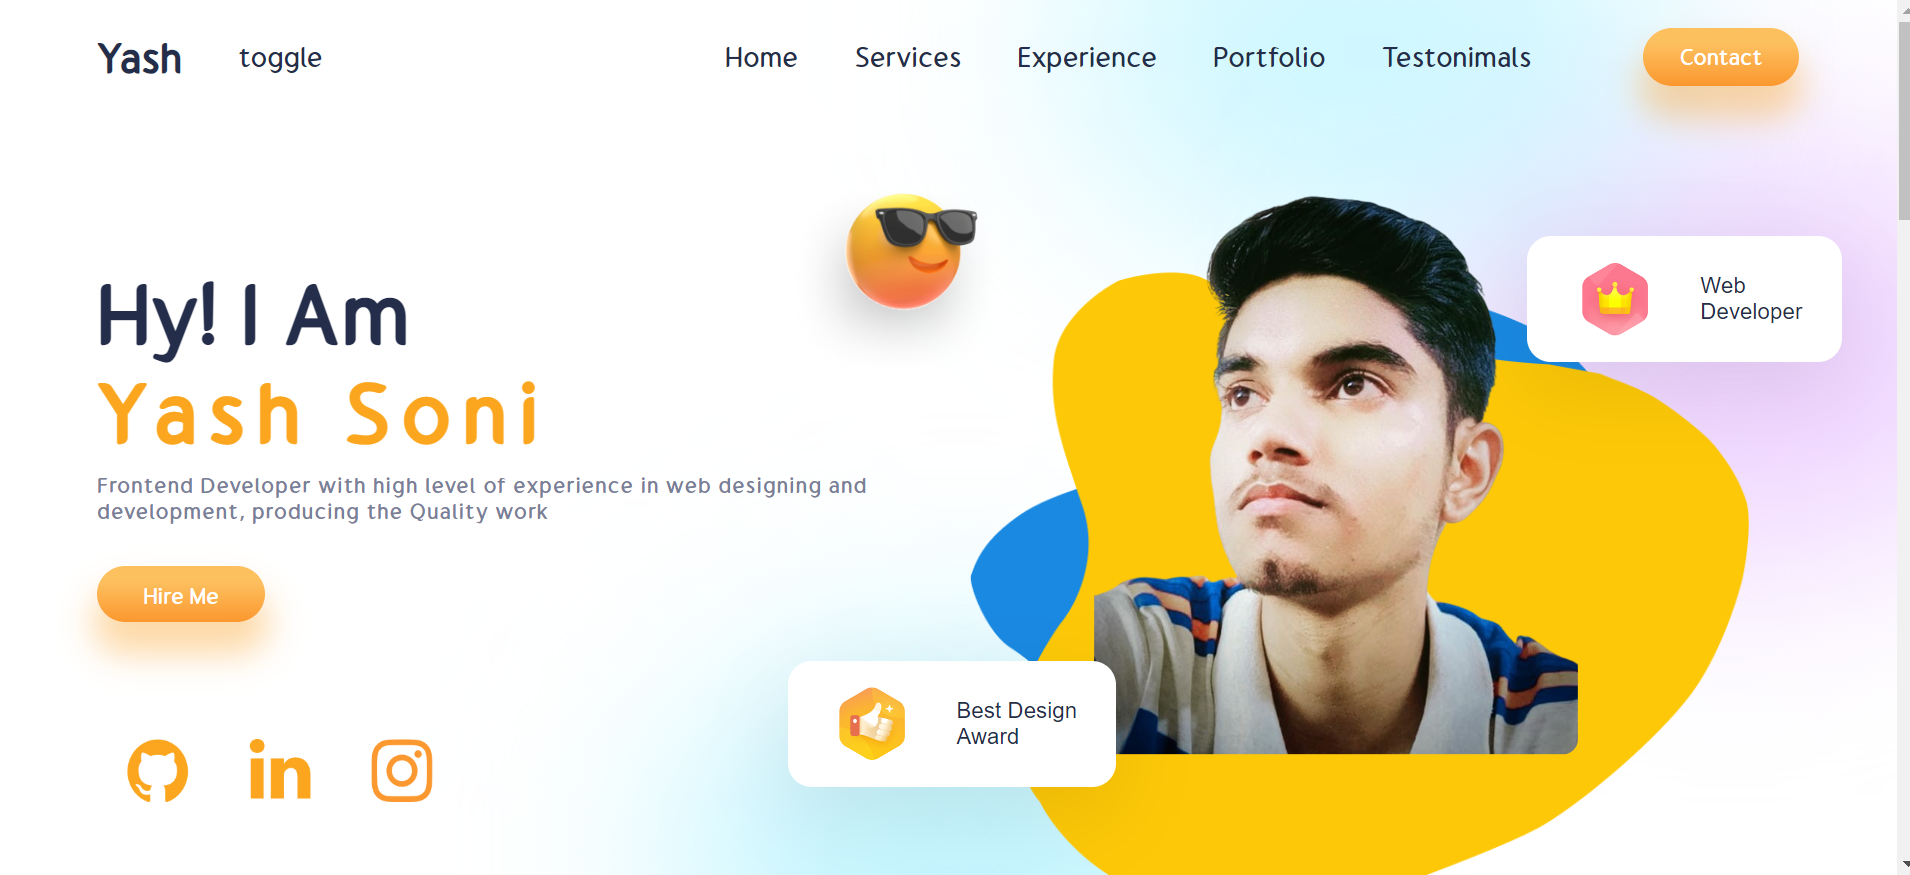 Yash toggle Home Services Experience Portfolio Testonimals Contact
Web
Developer
Hy! I Am
Yash Soni
Frontend Developer with high level of experience in web designing and
development, producing the Quality work
Hire Me
Best Design
Award
in